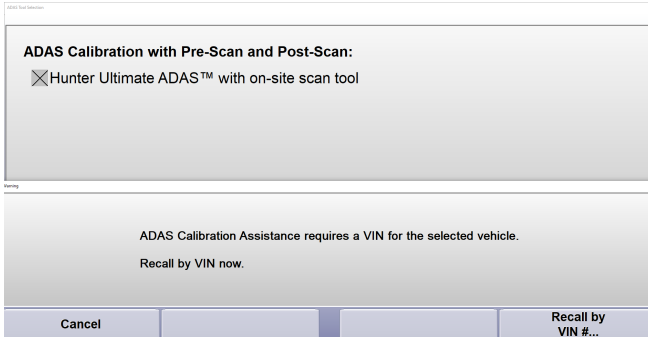 ADAS Tool Selection
ADAS Calibration with Pre-Scan and Post-Scan:
Hunter Ultimate ADAS™ with on-site scan tool
Warning
ADAS Calibration Assistance requires a VIN for the selected vehicle.
Recall by VIN now.
Cancel
Recall by
VIN #...